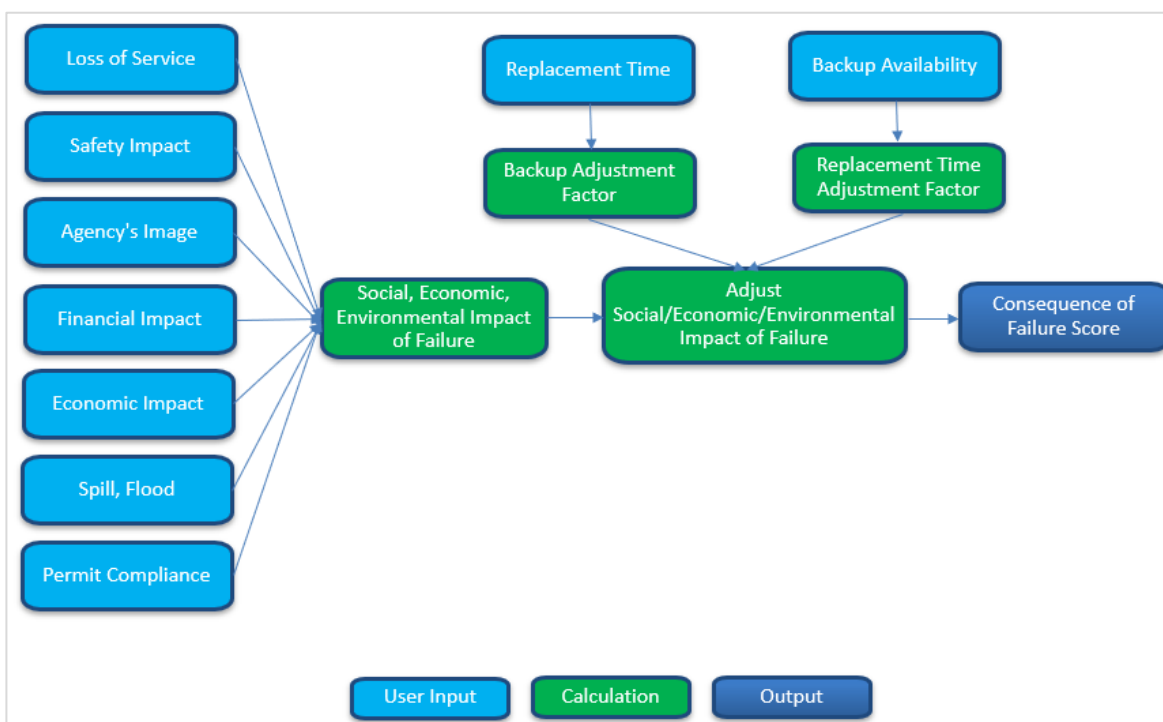 Loss of Service
Safety Impact
Agency's Image
Financial Impact
Economic Impact
Spill, Flood
Permit Compliance
Social, Economic,
Environmental Impact
of Failure
Replacement Time
Backup Adjustment
Factor
Backup Availability
Replacement Time
Adjustment Factor
Adjust
Social/Economic/Environmental
Impact of Failure
Consequence of
Failure Score
User Input
Calculation
Output